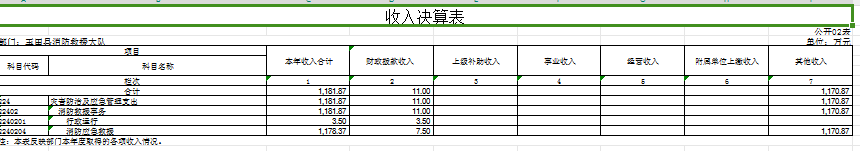 收入决算表
公开02表
部门：玉田县消防救援大队 单位：万元
项目 本年收入合计 财政拨款收入 上级补助收入 事业收入 经营收入 附属单位上缴收入 其他收入
科目代码 科目名称
栏次 1 2 3 4 5 6 7
合计 1,181.87 11.00 1,170.87
224 灾害防治及应急管理支出 1,181.87 11.00 1,170.87
22402 消防救援事务 1,181.87 11.00 1,170.87
2240201 行政运行 3.50 3.50
2240204 消防应急救援 1,178.37 7.50 1,170.87
注：本表反映部门本年度取得的各项收入情况。